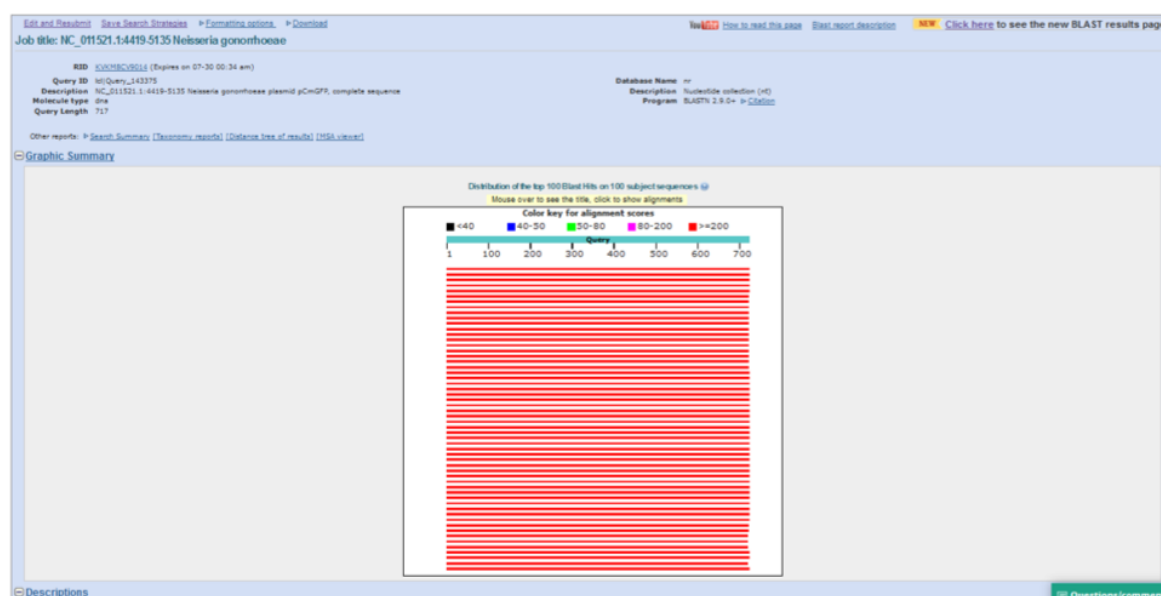 Edit and Resubmit Save Search Strategies ▶Formatting options ▶Download
YouTube How to read this page Blast report description NEW Click here to see the new BLAST results pag
Job title: NC_011521.1:4419-5135 Neisseria gonorrhoeae
RID (Expires on 07-30 00:34 am)
Query ID lcl|Query_143375
Description NC_011521.1:4419-5135 Neisseria gonorrhoeae plasmid pCmGFP, complete sequence
Molecule type dna
Query Length 717
Database Name nr
Description Nucleotide collection (nt)
Program BLASTN 2.9.0+ ▶ Citation
Other reports: ▶ Search Summary [Taxonomy reports] [Distance tree of results] [MSA viewer]
Graphic Summary
Distribution of the top 100 Blast Hits on 100 subject sequences
Mouse over to see the title, click to show alignments
Color key for alignment scores
<40 40-50 50-80 80-200 >=200
Query
1 100 200 300 400 500 600 700
Descriptions
Questions/commen